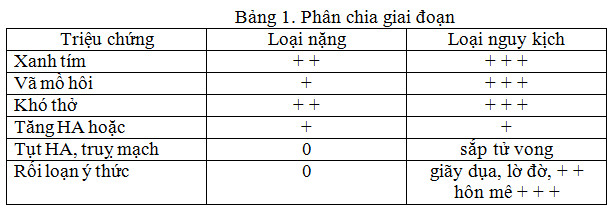 Bảng 1. Phân chia giai đoạn
Triệu chứng Loại nặng Loại nguy kịch
Xanh tím + + + + +
Vã mồ hôi + + + +
Khó thở + + + + +
Tăng HA hoặc + +
Tụt HA, truỵ mạch 0 sắp tử vong
Rối loạn ý thức 0 giãy dụa, lờ đờ, + +
hôn mê + + +